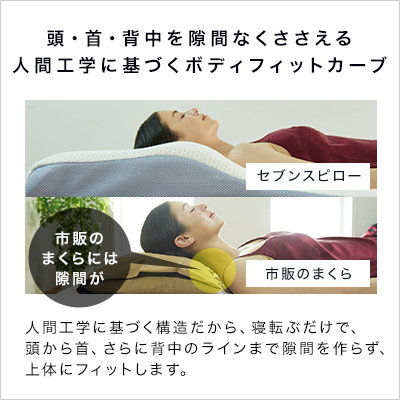 頭・首・背中を隙間なくささえる
人間工学に基づくボディフィットカーブ
セブンスピロー
市販の
まくらには
隙間が
市販のまくら
人間工学に基づく構造だから、寝転ぶだけで、
頭から首、さらに背中のラインまで隙間を作らず、
上体にフィットします。